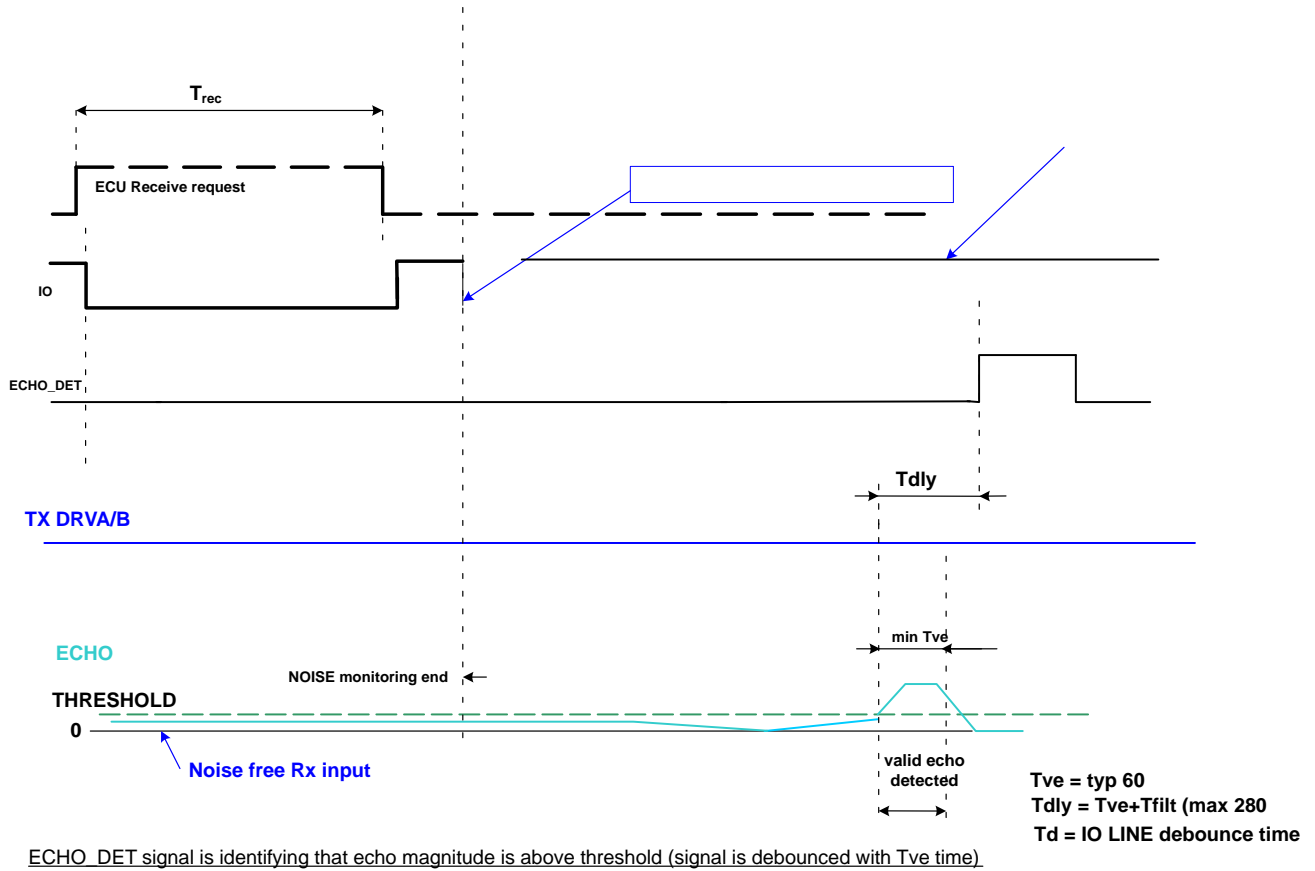 Trec
ECU Receive request
IO
ECHO_DET
Tdly
TX DRVA/B
min Tve
ECHO
NOISE monitoring end
THRESHOLD
0
Noise free Rx input
valid echo
detected
Tve = typ 60
Tdly = Tve+Tfilt (max 280
Td = IO LINE debounce time
ECHO_DET signal is identifying that echo magnitude is above threshold (signal is debounced with Tve time)